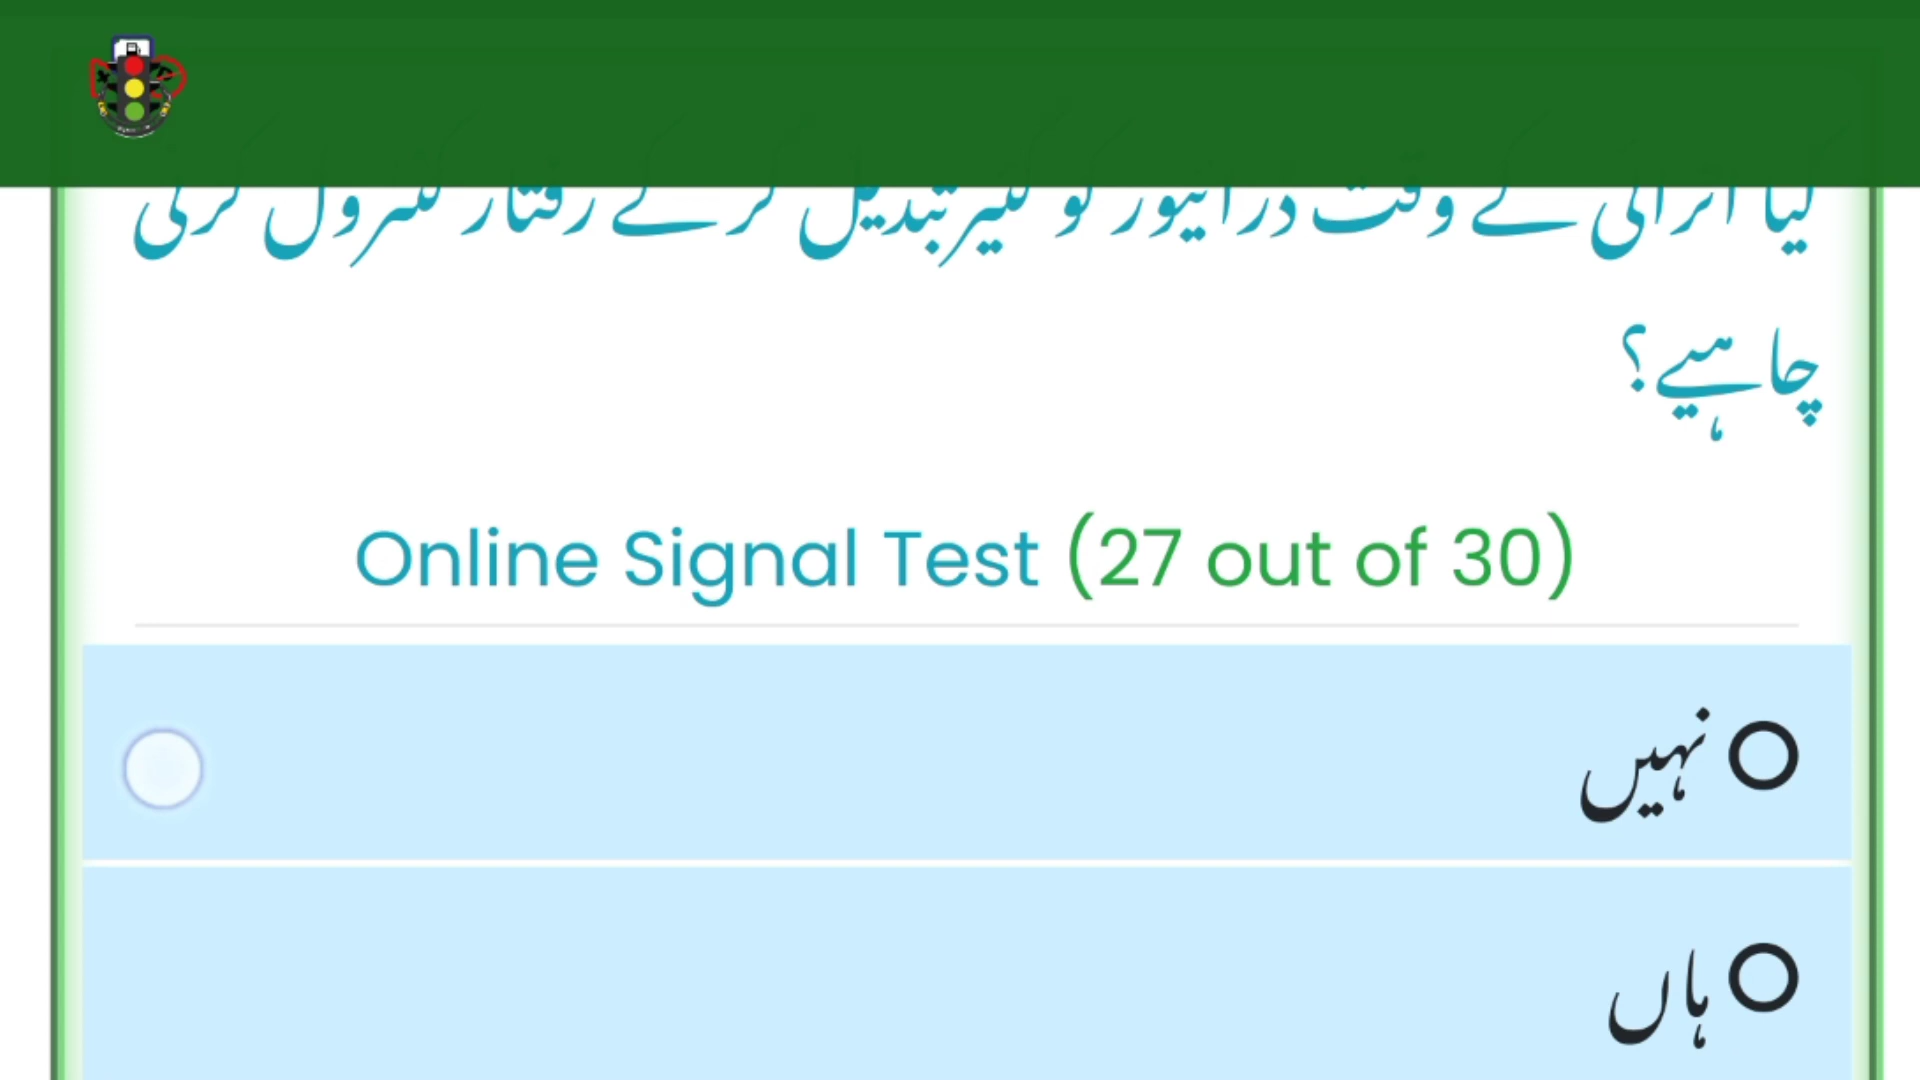 کیا اترائی کے وقت ڈرائیور کو گئیر تبدیل کر کے رفتار کنٹرول کرنی
چاہیے؟
Online Signal Test (27 out of 30)
نہیں
ہاں